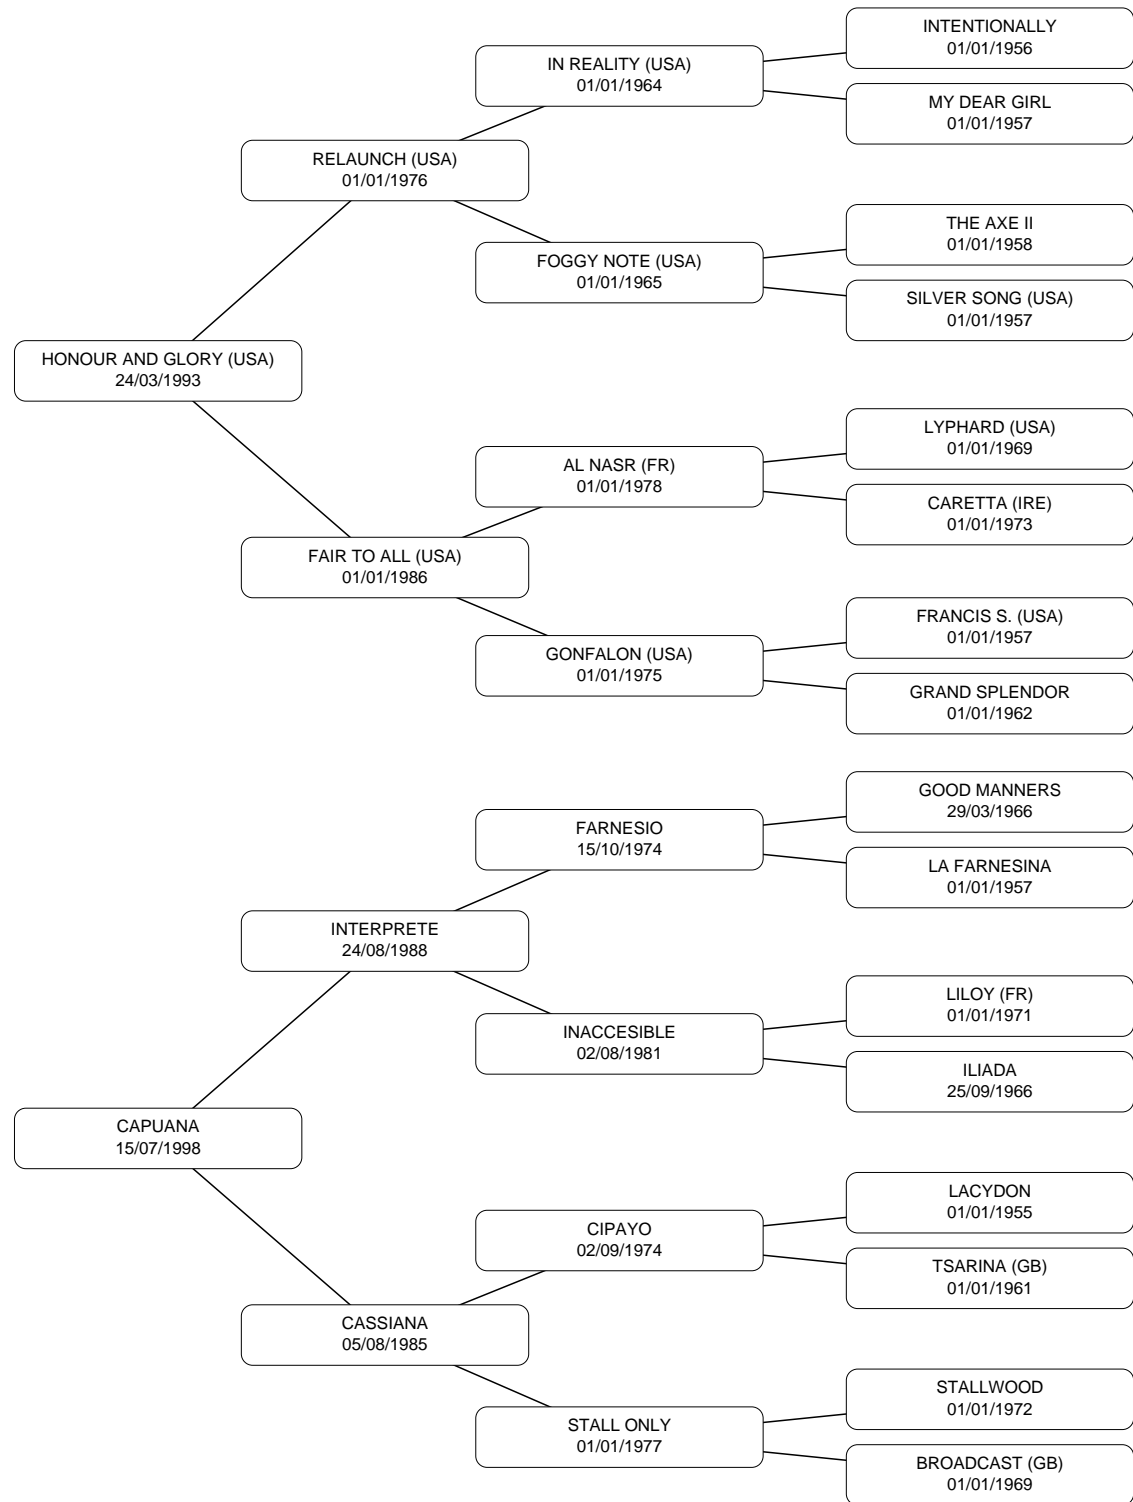 INTENTIONALLY
01/01/1956
IN REALITY (USA)
01/01/1964
MY DEAR GIRL
01/01/1957
RELAUNCH (USA)
01/01/1976
THE AXE II
01/01/1958
FOGGY NOTE (USA)
01/01/1965
SILVER SONG (USA)
01/01/1957
HONOUR AND GLORY (USA)
24/03/1993
LYPHARD (USA)
01/01/1969
AL NASR (FR)
01/01/1978
CARETTA (IRE)
01/01/1973
FAIR TO ALL (USA)
01/01/1986
FRANCIS S. (USA)
01/01/1957
GONFALON (USA)
01/01/1975
GRAND SPLENDOR
01/01/1962
GOOD MANNERS
29/03/1966
FARNESIO
15/10/1974
LA FARNESINA
01/01/1957
INTERPRETE
24/08/1988
LILOY (FR)
01/01/1971
INACCESIBLE
02/08/1981
ILIADA
25/09/1966
CAPUANA
15/07/1998
LACYDON
01/01/1955
CIPAYO
02/09/1974
TSARINA (GB)
01/01/1961
CASSIANA
05/08/1985
STALLWOOD
01/01/1972
STALL ONLY
01/01/1977
BROADCAST (GB)
01/01/1969